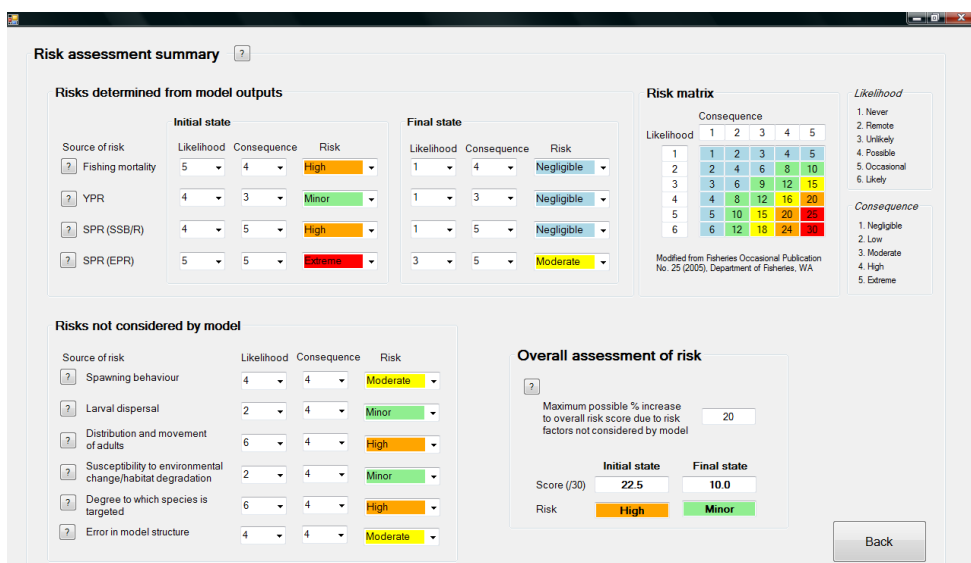 Risk assessment summary ?
Risks determined from model outputs
Initial state
Final state
Source of risk Likelihood Consequence Risk Likelihood Consequence Risk
? Fishing mortality 5 4 High 1 4 Negligible
? YPR 4 3 Minor 1 3 Negligible
? SPR (SSB/R) 4 5 High 1 5 Negligible
? SPR (EPR) 5 5 Extreme 3 5 Moderate
Risk matrix
Consequence
Likelihood 1 2 3 4 5
1 1 2 3 4 5
2 2 4 6 8 10
3 3 6 9 12 15
4 4 8 12 16 20
5 5 10 15 20 25
6 6 12 18 24 30
Modified from Fisheries Occasional Publication
No. 25 (2005), Department of Fisheries, WA
Likelihood
1. Never
2. Remote
3. Unlikely
4. Possible
5. Occasional
6. Likely
Consequence
1. Negligible
2. Low
3. Moderate
4. High
5. Extreme
Risks not considered by model
Source of risk Likelihood Consequence Risk
? Spawning behaviour 4 4 Moderate
? Larval dispersal 2 4 Minor
? Distribution and movement
of adults 6 4 High
? Susceptibility to environmental
change/habitat degradation 2 4 Minor
? Degree to which species is
targeted 6 4 High
? Error in model structure 4 4 Moderate
Overall assessment of risk
?
Maximum possible % increase
to overall risk score due to risk 20
factors not considered by model
Initial state Final state
Score (/30) 22.5 10.0
Risk High Minor
Back